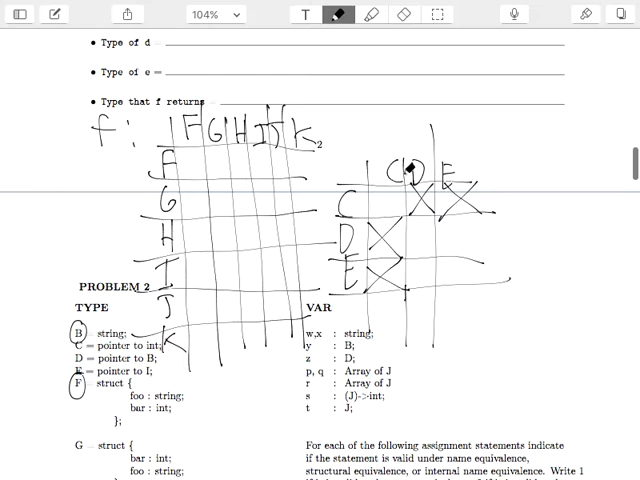 104%
T
• Type of d =
• Type of e =
• Type that f returns
f : F G H I K
2
F
G
H
I
J
K
C D E
C
D
E
PROBLEM 2
TYPE
B = string;
C = pointer to int;
D = pointer to B;
E = pointer to I;
F = struct {
foo : string;
bar : int;
};
G = struct {
bar : int;
foo : string;
VAR
w,x : string;
y : B;
z : D;
p, q : Array of J
r : Array of J
s : (J)->int;
t : J;
For each of the following assignment statements indicate
if the statement is valid under name equivalence,
structural equivalence, or internal name equivalence. Write 1